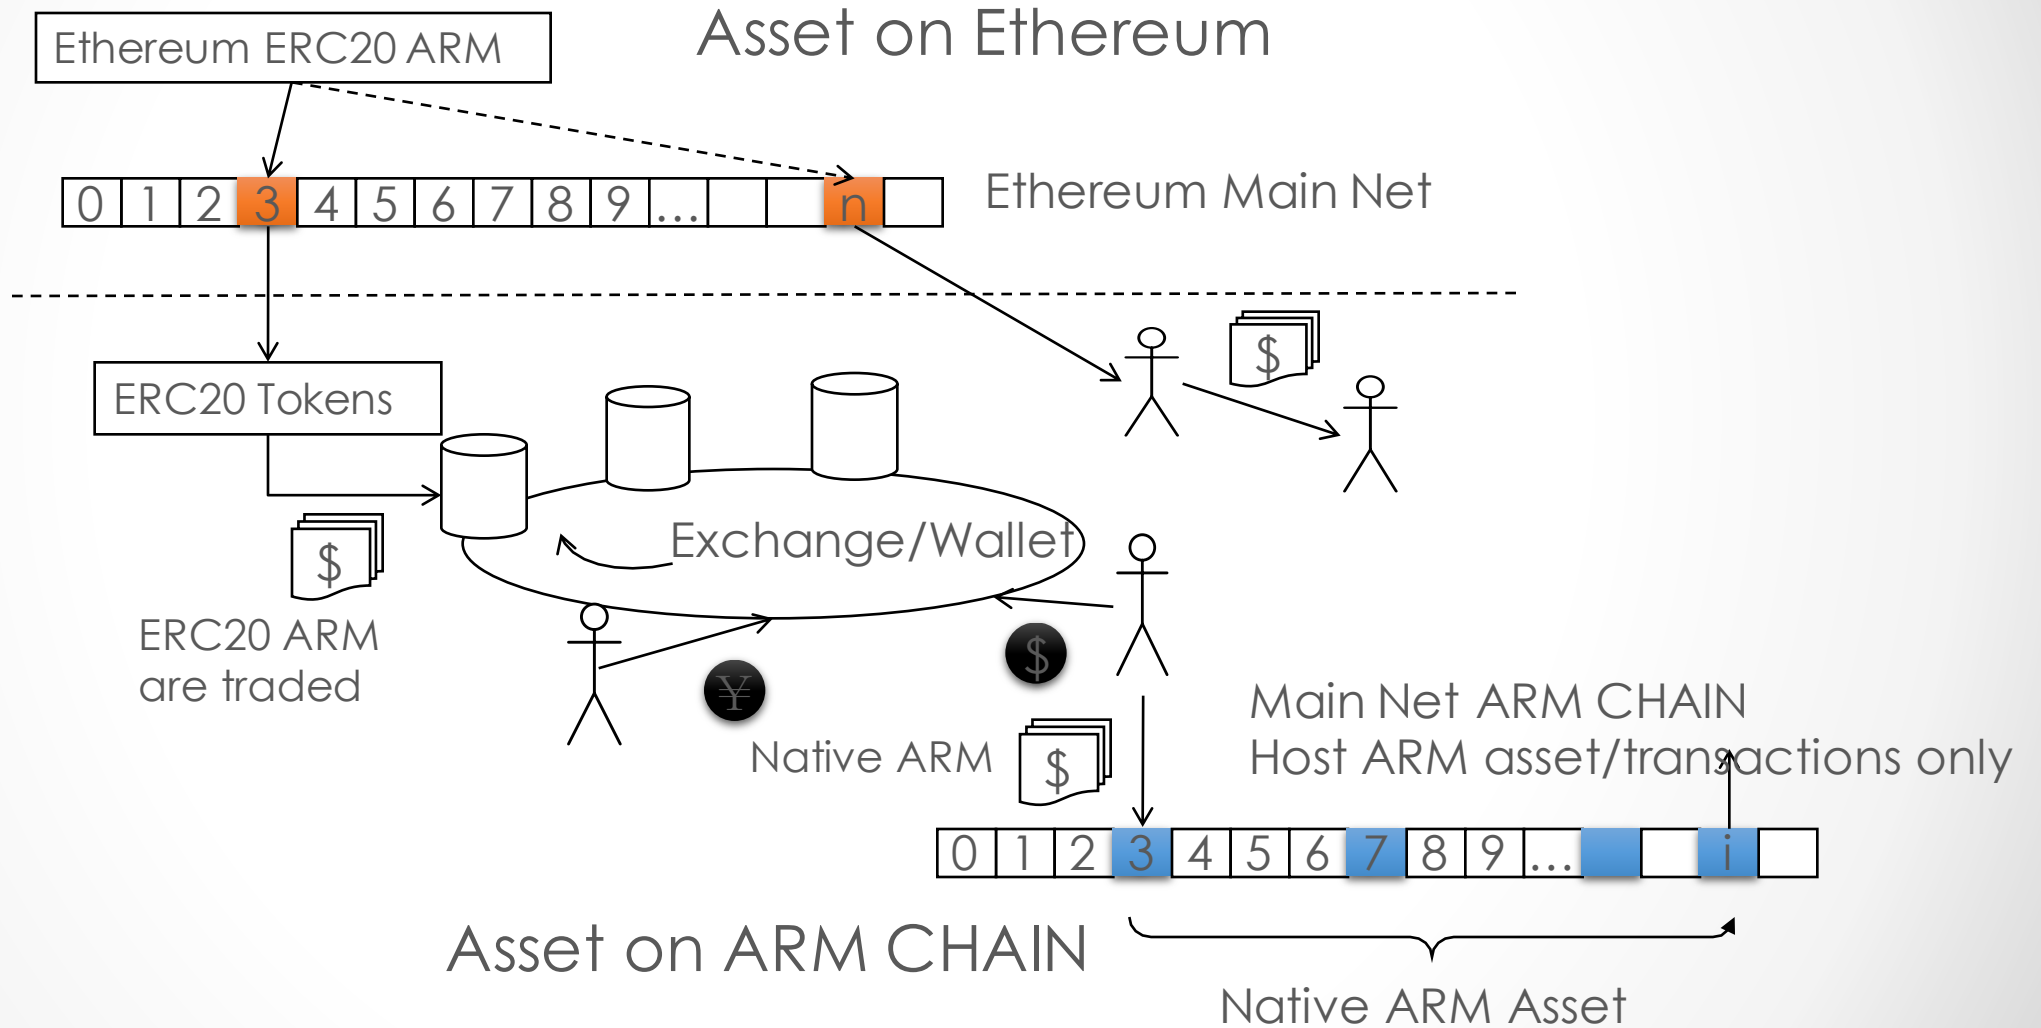 Asset on Ethereum
Ethereum ERC20 ARM
0 1 2 3 4 5 6 7 8 9 ... n
Ethereum Main Net
$
ERC20 Tokens
Exchange/Wallet
$
ERC20 ARM
are traded
$
¥
Native ARM
$
Main Net ARM CHAIN
Host ARM asset/transactions only
0 1 2 3 4 5 6 7 8 9 ... i
Asset on ARM CHAIN
Native ARM Asset